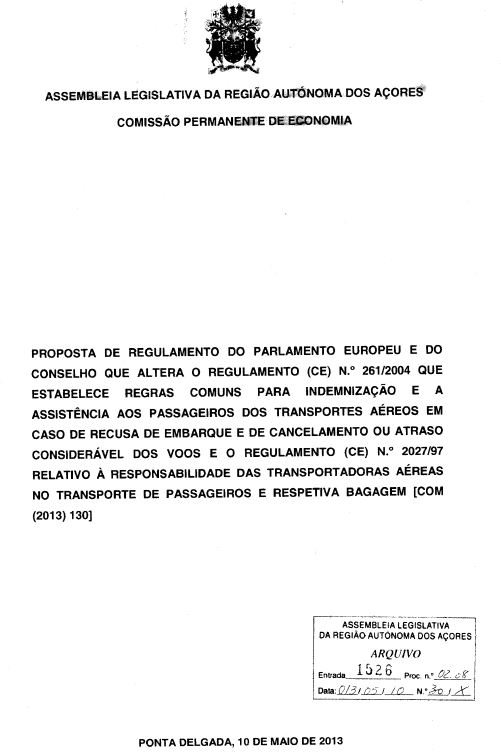 ASSEMBLEIA LEGISLATIVA DA REGIÃO AUTÓNOMA DOS AÇORES
COMISSÃO PERMANENTE DE ECONOMIA
PROPOSTA DE REGULAMENTO DO PARLAMENTO EUROPEU E DO
CONSELHO QUE ALTERA O REGULAMENTO (CE) N.º 261/2004 QUE
ESTABELECE REGRAS COMUNS PARA INDEMNIZAÇÃO E A
ASSISTÊNCIA AOS PASSAGEIROS DOS TRANSPORTES AÉREOS EM
CASO DE RECUSA DE EMBARQUE E DE CANCELAMENTO OU ATRASO
CONSIDERÁVEL DOS VOOS E O REGULAMENTO (CE) N.º 2027/97
RELATIVO À RESPONSABILIDADE DAS TRANSPORTADORAS AÉREAS
NO TRANSPORTE DE PASSAGEIROS E RESPETIVA BAGAGEM [COM
(2013) 130]
ASSEMBLEIA LEGISLATIVA
DA REGIÃO AUTÓNOMA DOS AÇORES
ARQUIVO
Entrada 1526 Proc. n.º 02.08
Data: 013/05/10 N.º 30/X
PONTA DELGADA, 10 DE MAIO DE 2013